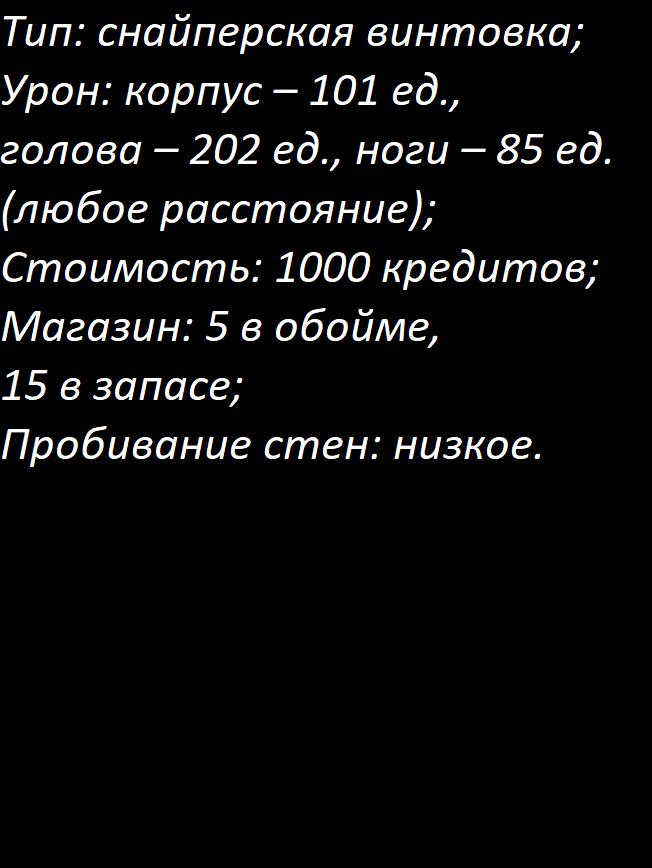 Тип: снайперская винтовка;
Урон: корпус – 101 ед.,
голова – 202 ед., ноги – 85 ед.
(любое расстояние);
Стоимость: 1000 кредитов;
Магазин: 5 в обойме,
15 в запасе;
Пробивание стен: низкое.